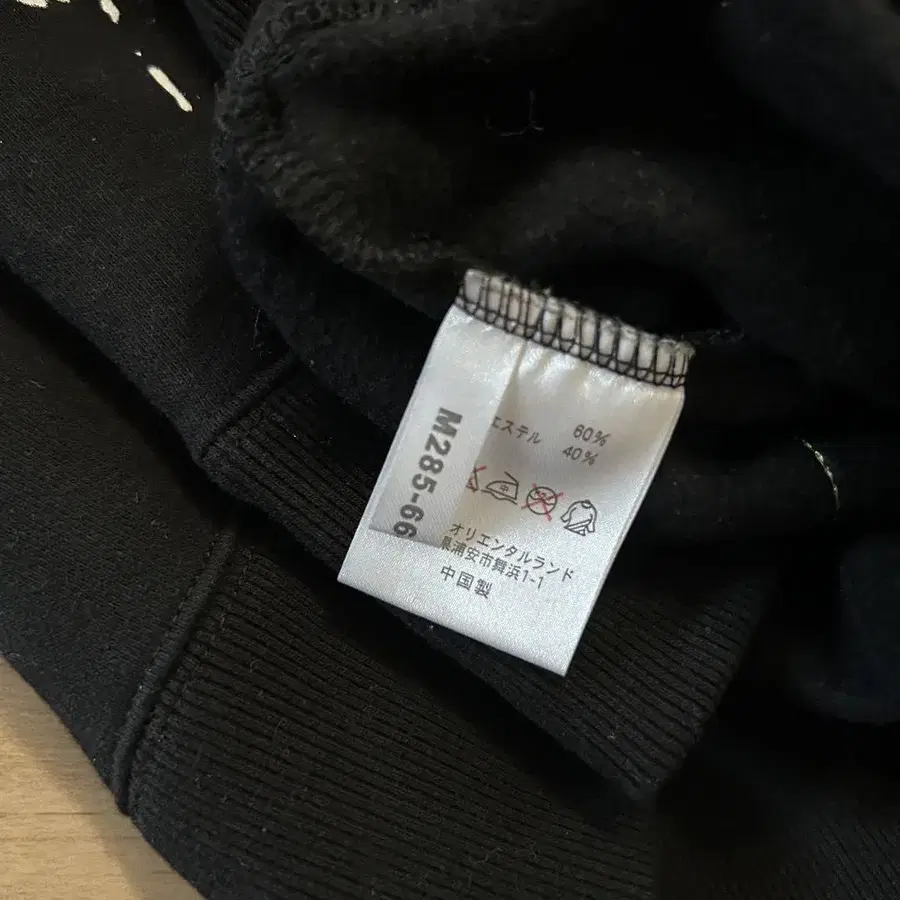 M285-66
エステル 60%
40%
中
オリエンタルランド
県浦安市舞浜1-1
中国製